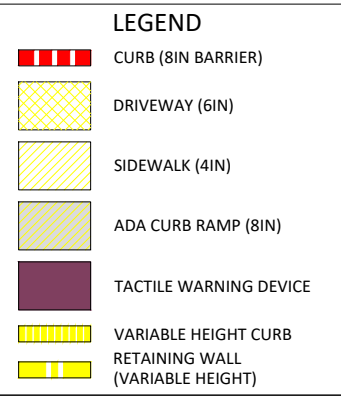 LEGEND
CURB (8IN BARRIER)
DRIVEWAY (6IN)
SIDEWALK (4IN)
ADA CURB RAMP (8IN)
TACTILE WARNING DEVICE
VARIABLE HEIGHT CURB
RETAINING WALL
(VARIABLE HEIGHT)